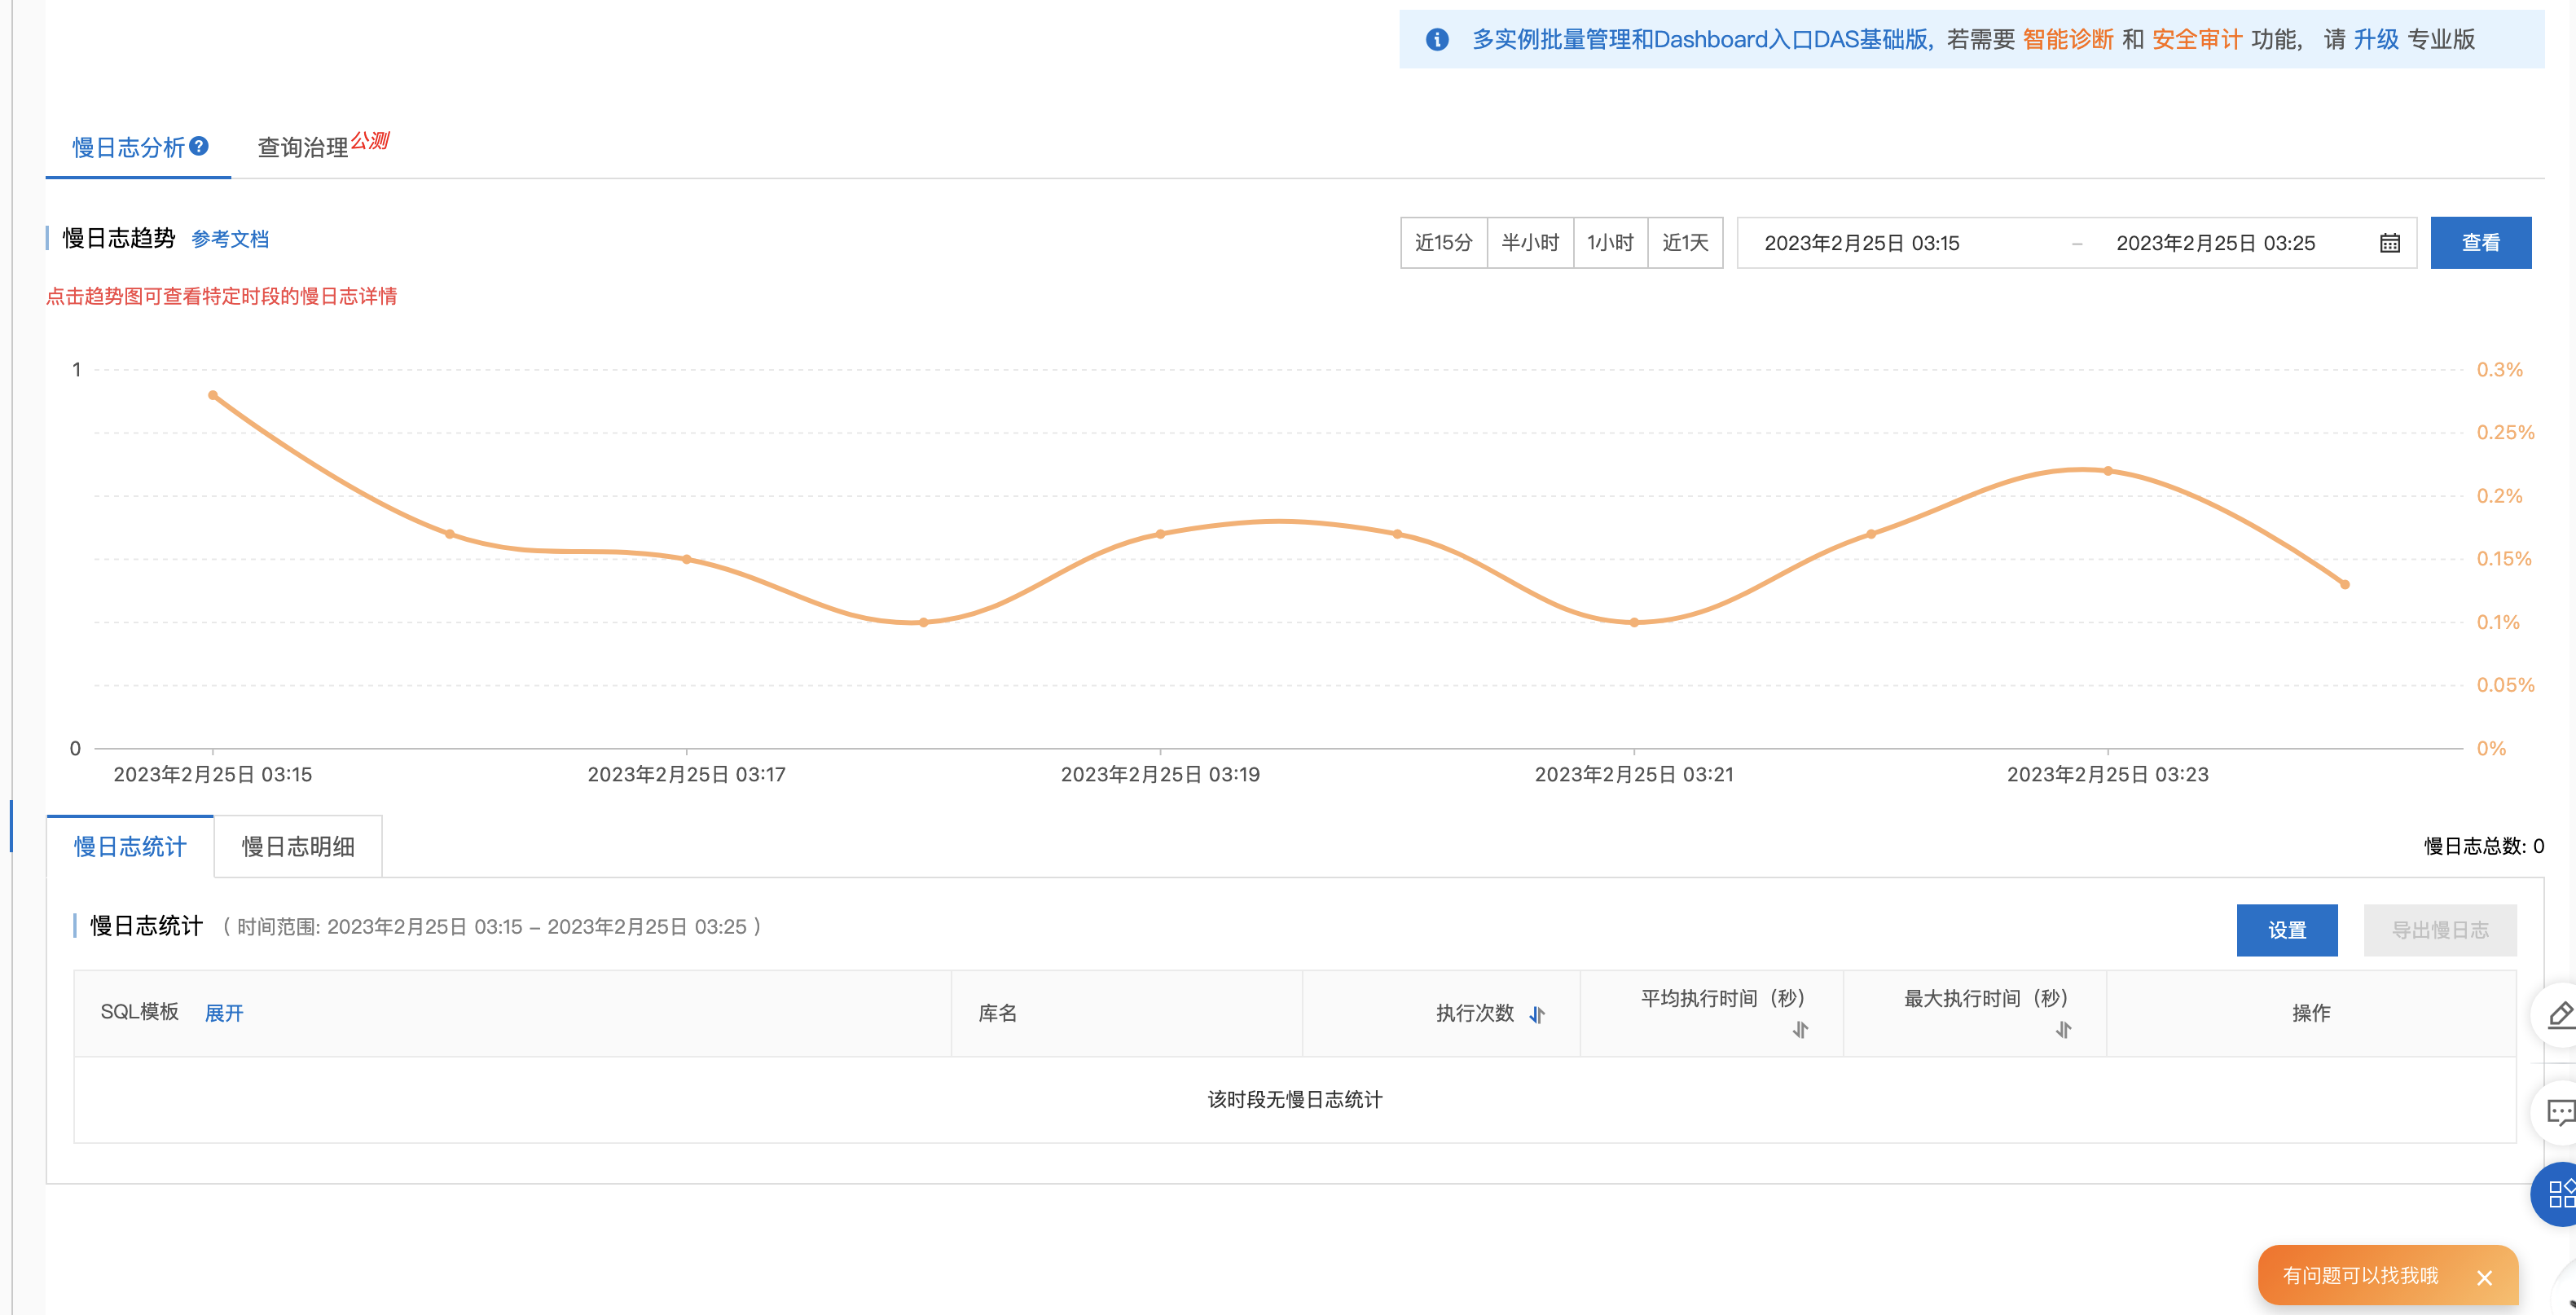 多实例批量管理和Dashboard入口DAS基础版, 若需要 智能诊断 和 安全审计 功能, 请 升级 专业版
慢日志分析 查询治理公测
慢日志趋势 参考文档
近15分 半小时 1小时 近1天 2023年2月25日 03:15 – 2023年2月25日 03:25 查看
点击趋势图可查看特定时段的慢日志详情
1 0.3%
0.25%
0.2%
0.15%
0.1%
0.05%
0 0%
2023年2月25日 03:15 2023年2月25日 03:17 2023年2月25日 03:19 2023年2月25日 03:21 2023年2月25日 03:23
慢日志统计 慢日志明细 慢日志总数: 0
慢日志统计 ( 时间范围: 2023年2月25日 03:15 – 2023年2月25日 03:25 ) 设置 导出慢日志
SQL模板 展开 库名 执行次数 平均执行时间（秒） 最大执行时间（秒） 操作
该时段无慢日志统计
有问题可以找我哦